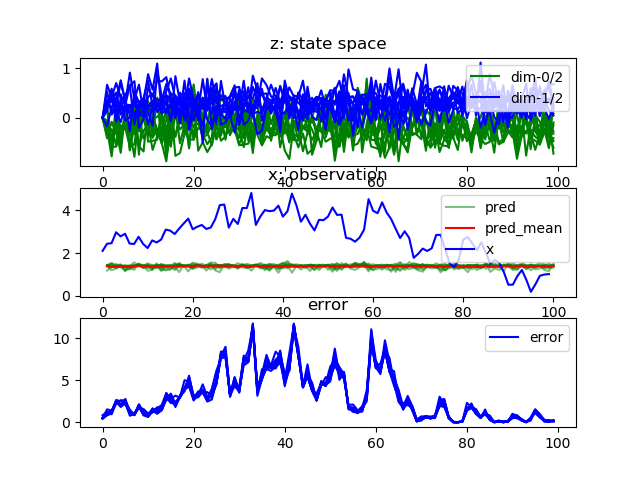 z: state space
1
0
dim-0/2
dim-1/2
0 20 40 60 80 100
x: observation
4
2
0
pred
pred_mean
x
0 20 40 60 80 100
error
10
5
0
error
0 20 40 60 80 100